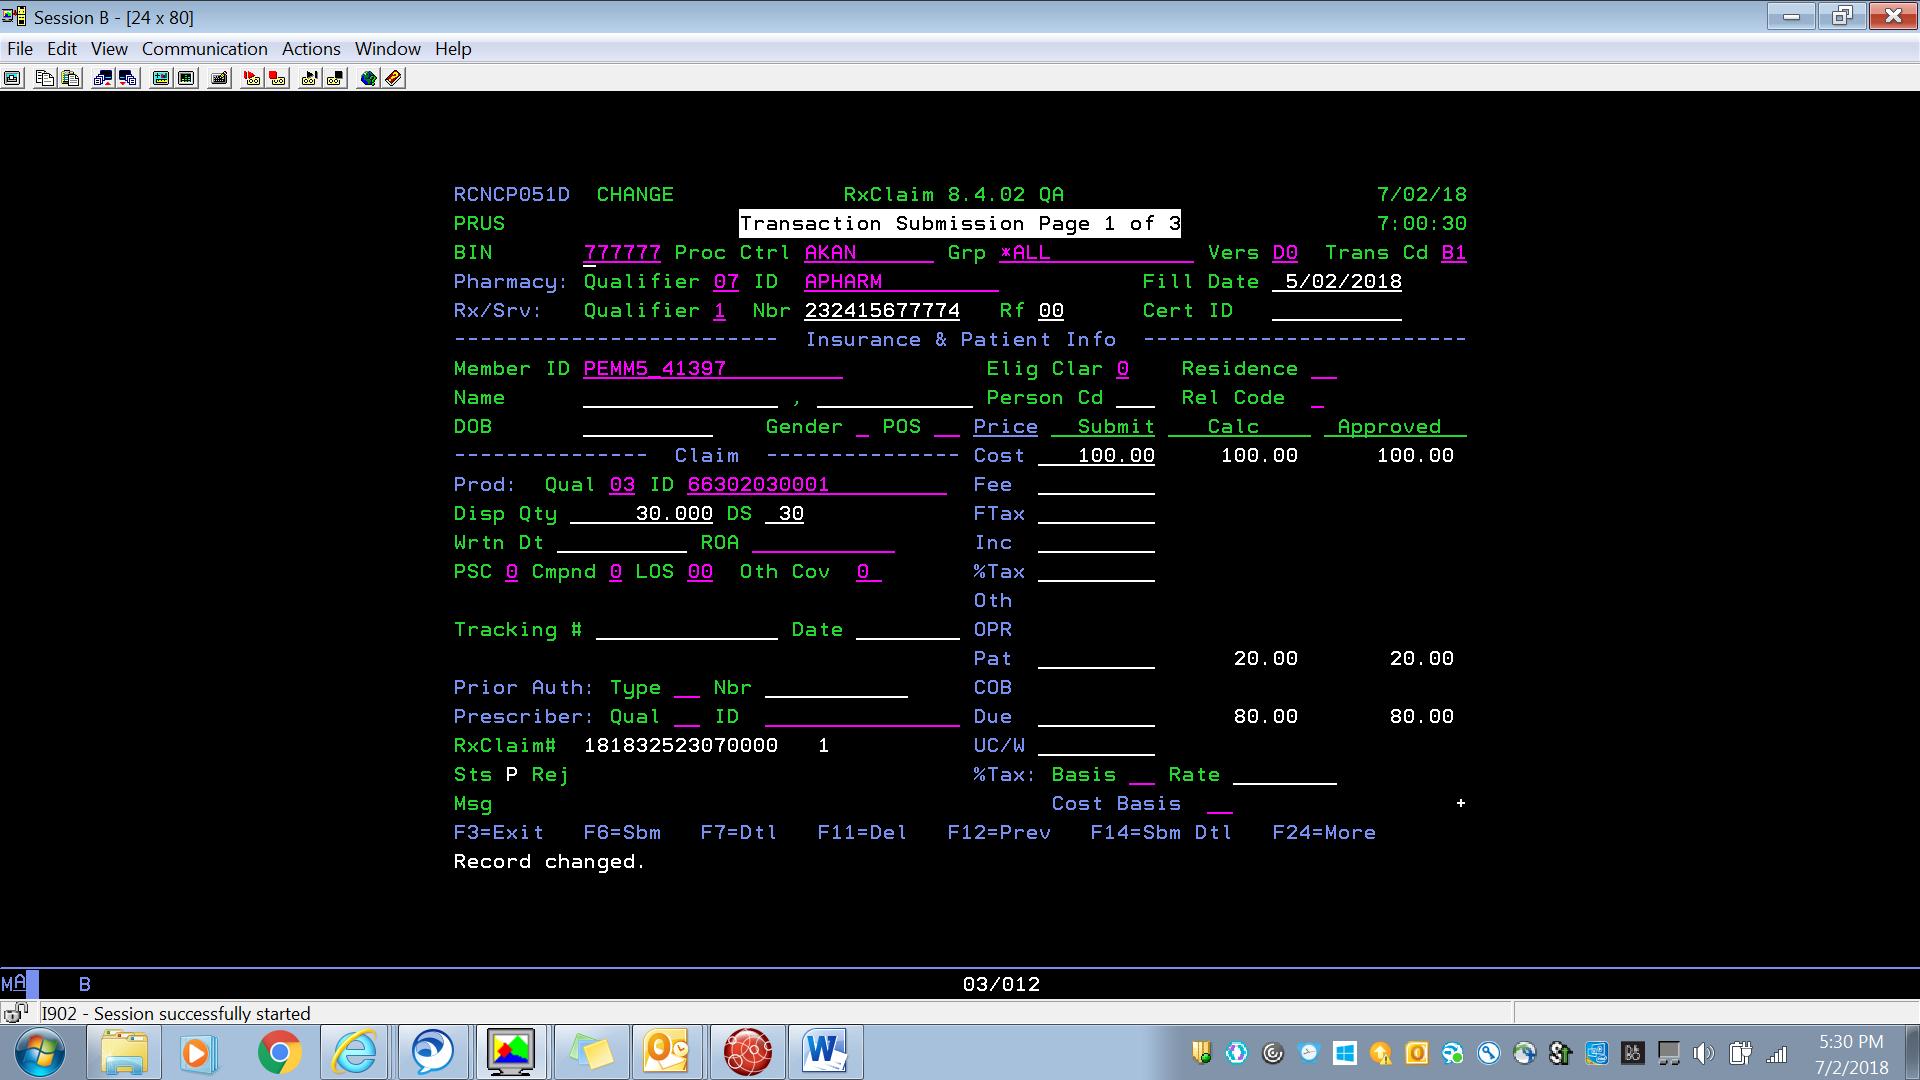 Session B - [24 x 80]
File Edit View Communication Actions Window Help
RCNCP051D CHANGE RxClaim 8.4.02 QA 7/02/18
PRUS Transaction Submission Page 1 of 3 7:00:30
BIN 777777 Proc Ctrl AKAN Grp *ALL Vers D0 Trans Cd B1
Pharmacy: Qualifier 07 ID APHARM Fill Date 5/02/2018
Rx/Srv: Qualifier 1 Nbr 232415677774 Rf 00 Cert ID
------------------------- Insurance & Patient Info -------------------------
Member ID PEMM5_41397 Elig Clar 0 Residence
Name , Person Cd Rel Code
DOB Gender POS Price Submit Calc Approved
--------------- Claim --------------- Cost 100.00 100.00 100.00
Prod: Qual 03 ID 66302030001 Fee
Disp Qty 30.000 DS 30 FTax
Wrtn Dt ROA Inc
PSC 0 Cmpnd 0 LOS 00 Oth Cov 0 %Tax
Oth
Tracking # Date OPR
Pat 20.00 20.00
Prior Auth: Type Nbr COB
Prescriber: Qual ID Due 80.00 80.00
RxClaim# 181832523070000 1 UC/W
Sts P Rej %Tax: Basis Rate
Msg Cost Basis +
F3=Exit F6=Sbm F7=Dtl F11=Del F12=Prev F14=Sbm Dtl F24=More
Record changed.
MA B 03/012
I902 - Session successfully started
5:30 PM
7/2/2018